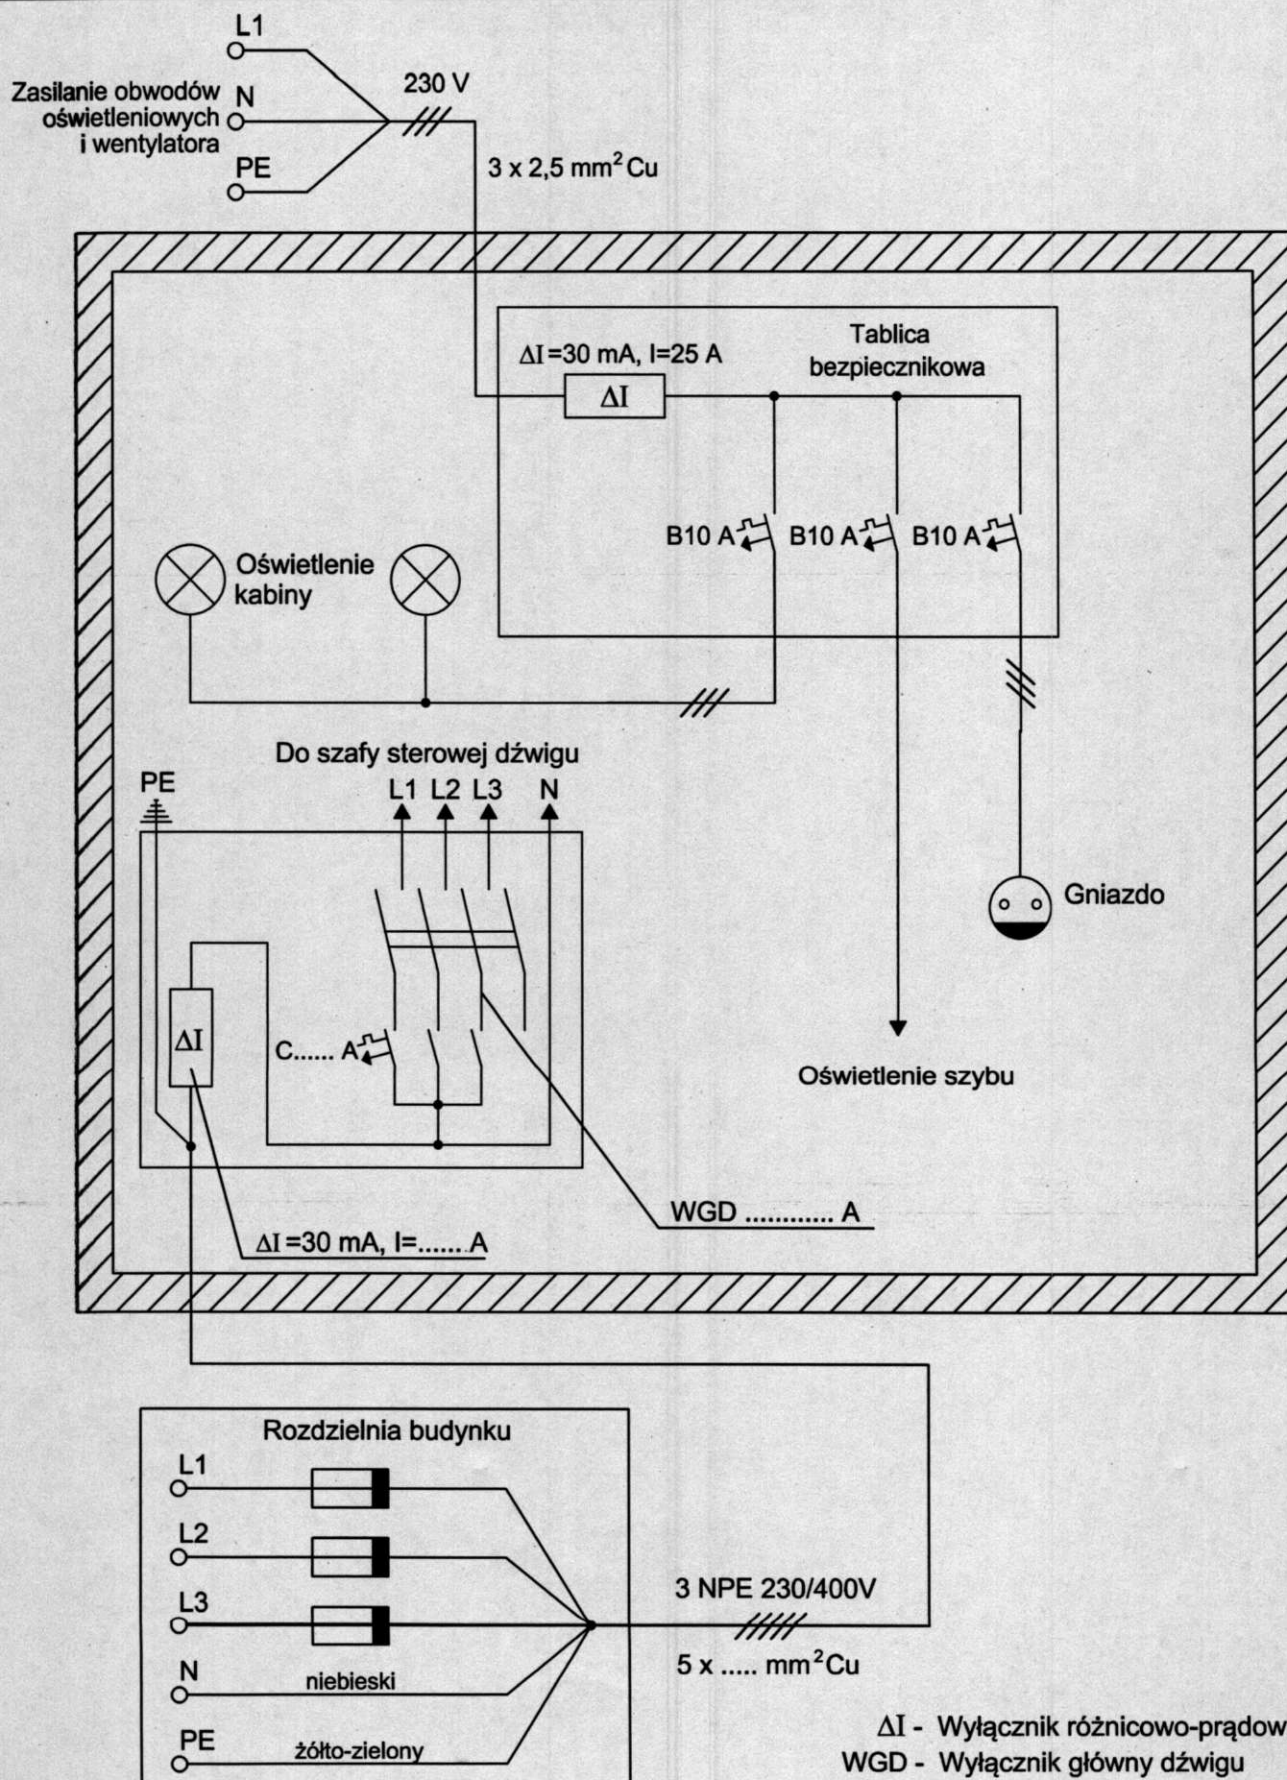 L1
Zasilanie obwodów
oświetleniowych
i wentylatora
N
PE
230 V
3 x 2,5 mm² Cu
Tablica
bezpiecznikowa
ΔI=30 mA, I=25 A
ΔI
B10 A
B10 A
B10 A
Oświetlenie
kabiny
Do szafy sterowej dźwigu
PE
L1
L2
L3
N
Gniazdo
ΔI
C...... A
Oświetlenie szybu
WGD ............ A
ΔI=30 mA, I=....... A
Rozdzielnia budynku
L1
L2
L3
N
niebieski
PE
żółto-zielony
3 NPE 230/400V
5 x ..... mm²Cu
ΔI - Wyłącznik różnicowo-prądow
WGD - Wyłącznik główny dźwigu